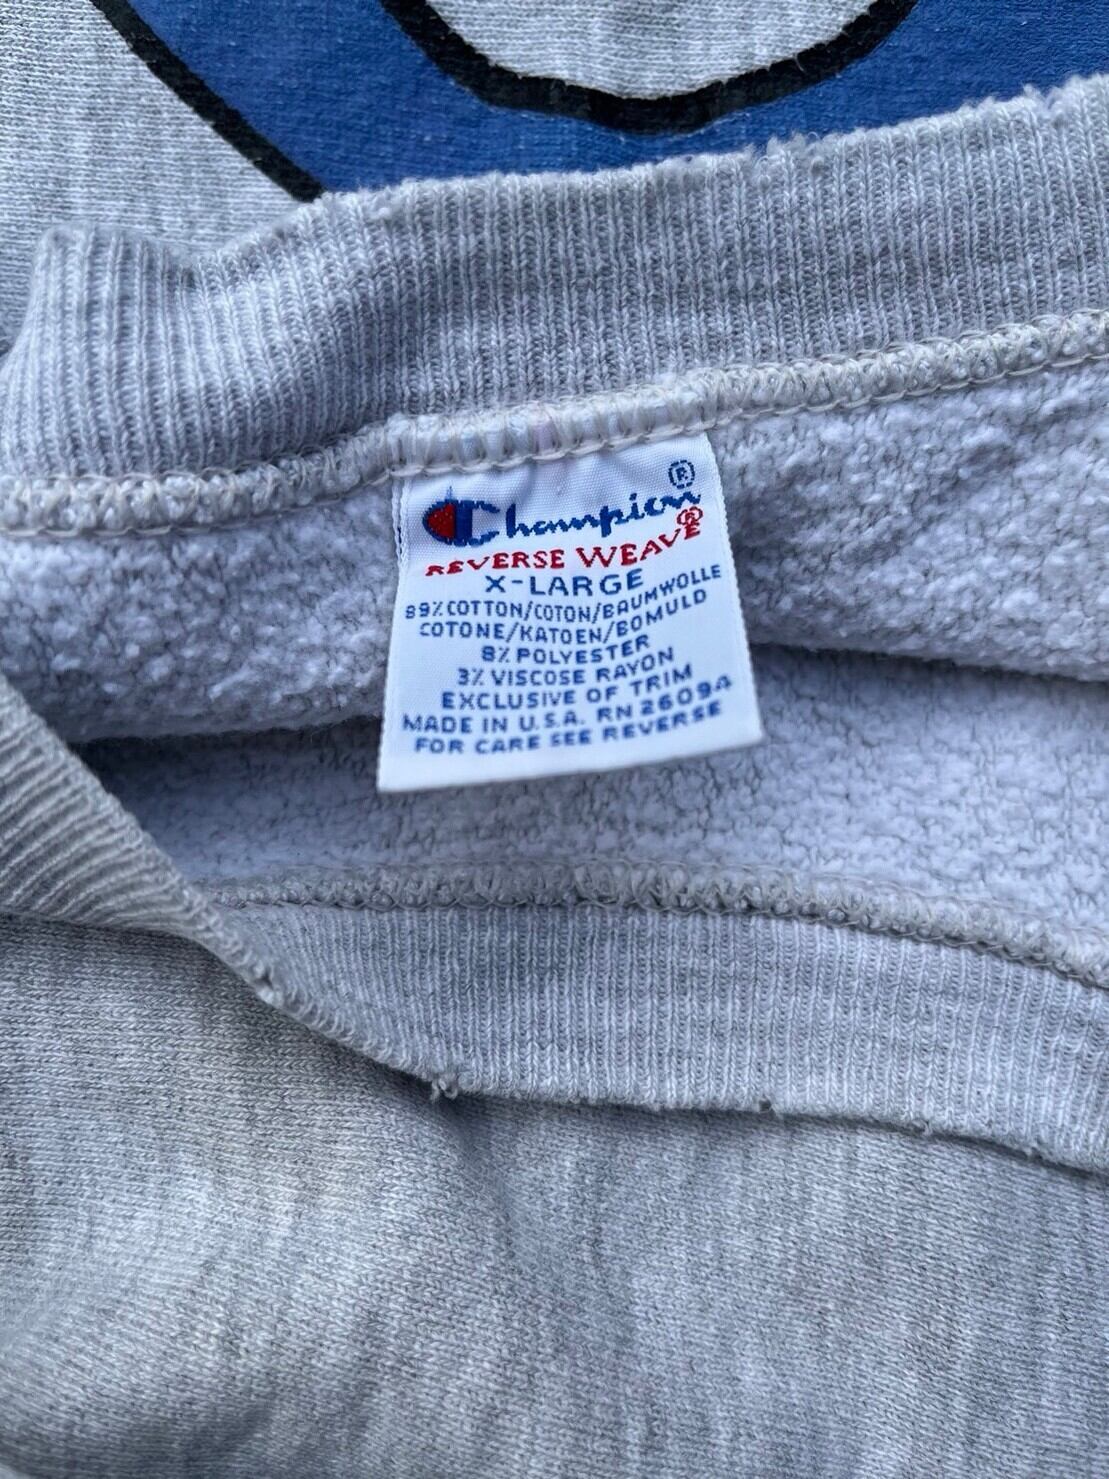 Champion®
REVERSE WEAVE®
X-LARGE
89% COTTON/COTON/BAUMWOLLE
COTONE/KATOEN/BOMULD
8% POLYESTER
3% VISCOSE RAYON
EXCLUSIVE OF TRIM
MADE IN U.S.A. RN 26094
FOR CARE SEE REVERSE